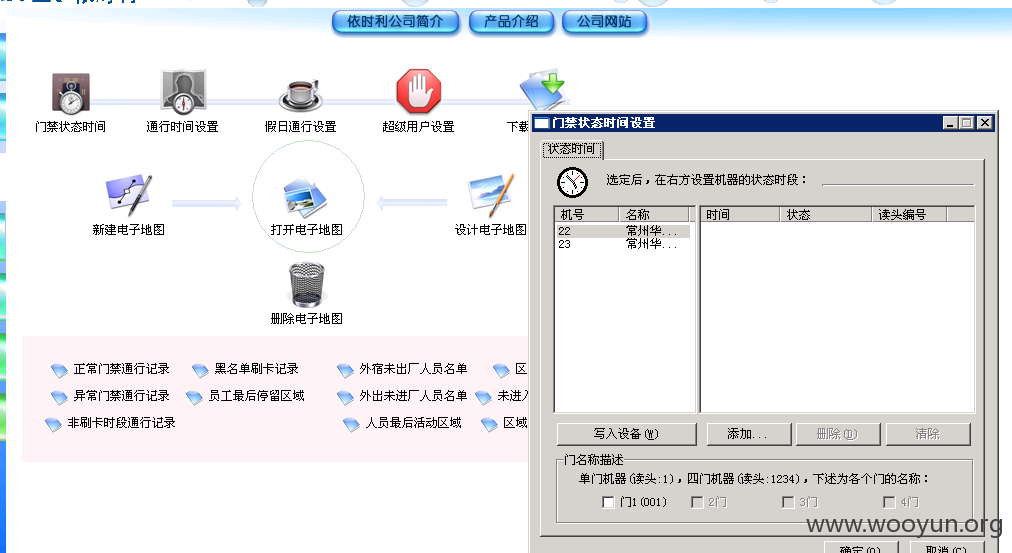 依时利公司简介 产品介绍 公司网站
门禁状态时间 通行时间设置 假日通行设置 超级用户设置 下载
新建电子地图 打开电子地图 设计电子地图
删除电子地图
正常门禁通行记录 黑名单刷卡记录 外宿未出厂人员名单 区
异常门禁通行记录 员工最后停留区域 外出未进厂人员名单 未进入
非刷卡时段通行记录 人员最后活动区域 区域
门禁状态时间设置
状态时间
选定后，在右方设置机器的状态时段：
机号 名称 时间 状态 读头编号
22 常州华...
23 常州华...
写入设备(W) 添加... 删除(D) 清除
门名称描述
单门机器(读头:1)，四门机器(读头:1234)，下述为各个门的名称：
门1(001) 2门 3门 4门
www.wooyun.org
确定(O) 取消(C)